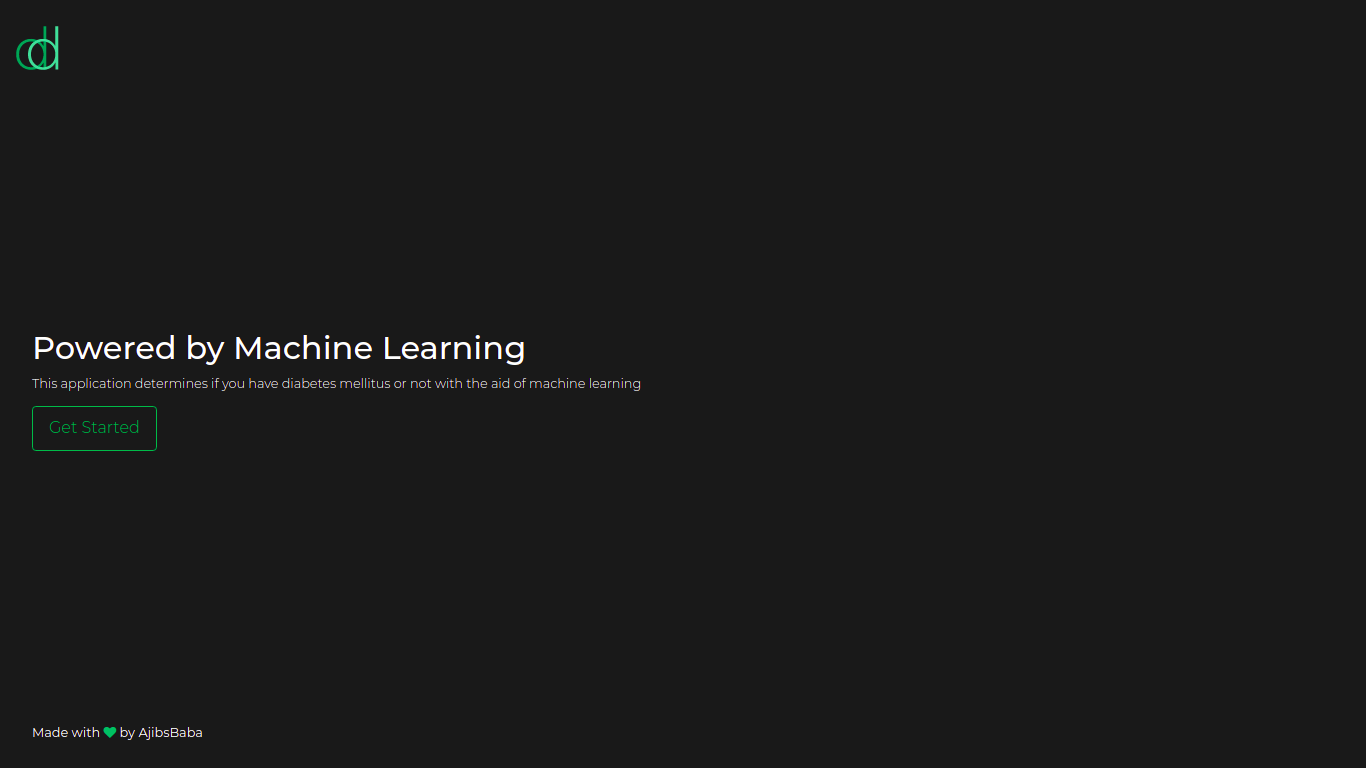 dd
Powered by Machine Learning
This application determines if you have diabetes mellitus or not with the aid of machine learning
Get Started
Made with by AjibsBaba